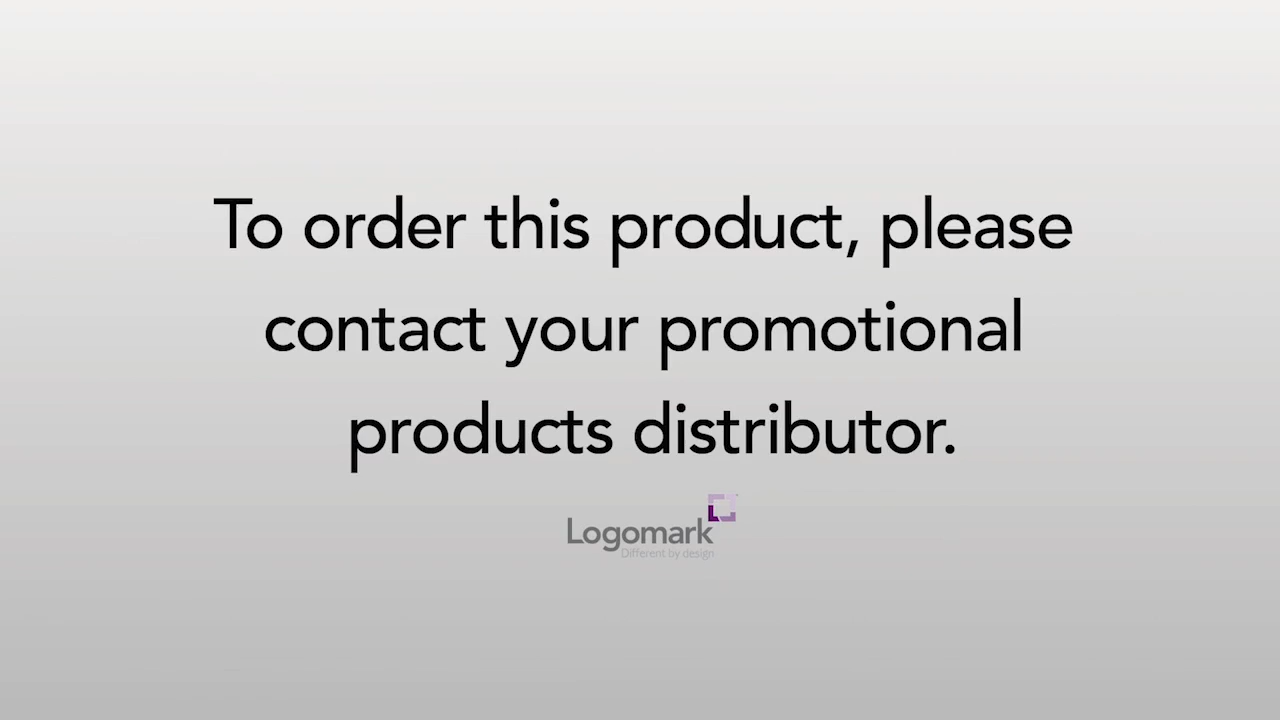 To order this product, please
contact your promotional
products distributor.
Logomark
Different by design